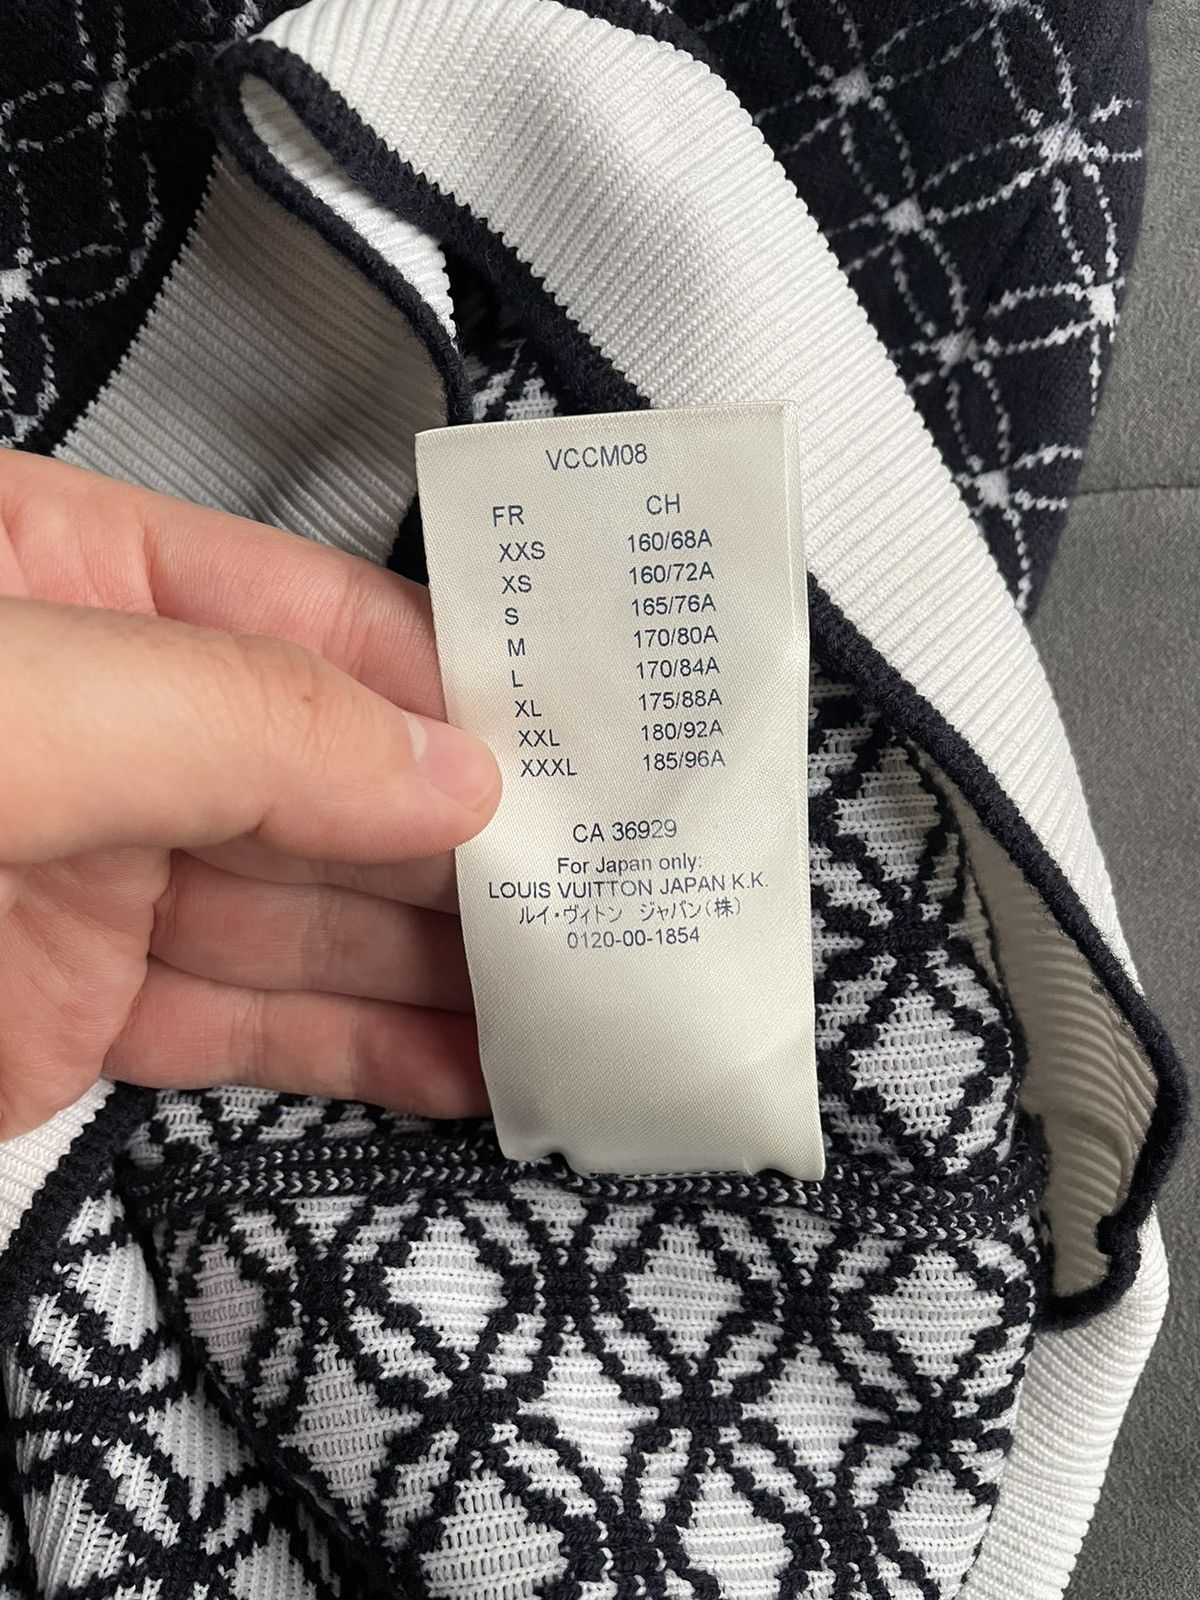 VCCM08
FR CH
XXS 160/68A
XS 160/72A
S 165/76A
M 170/80A
L 170/84A
XL 175/88A
XXL 180/92A
XXXL 185/96A
CA 36929
For Japan only:
LOUIS VUITTON JAPAN K.K.
ルイ・ヴィトン ジャパン(株)
0120-00-1854